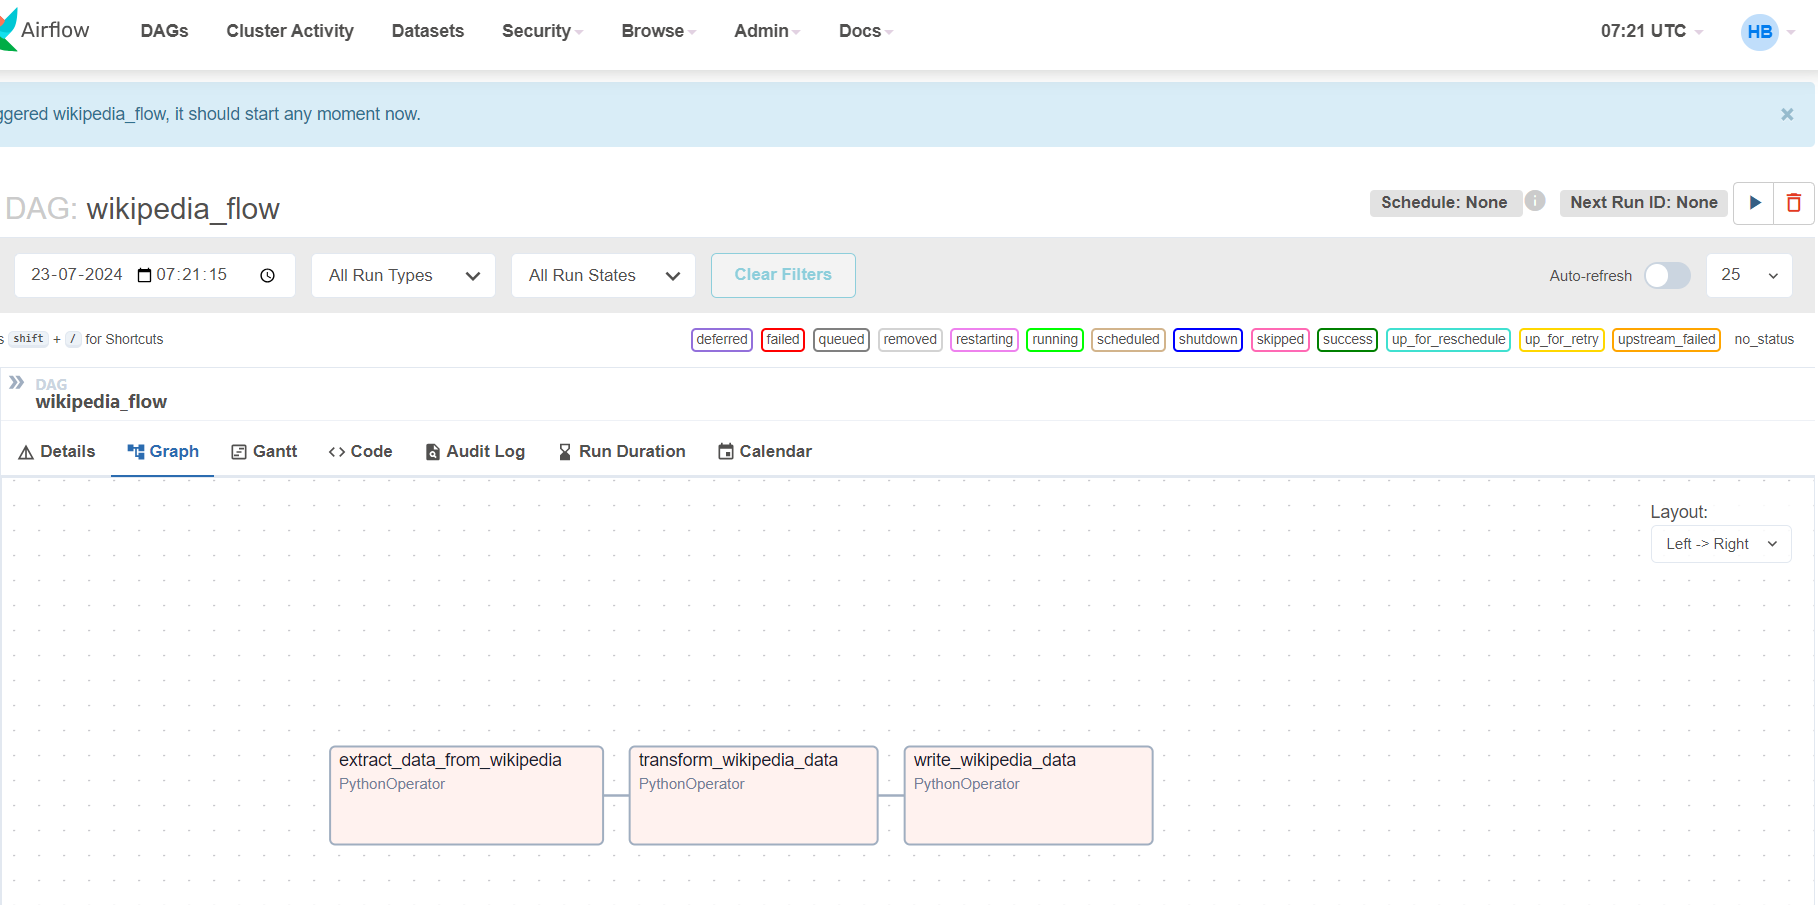 Airflow DAGs Cluster Activity Datasets Security Browse Admin Docs 07:21 UTC HB
ggered wikipedia_flow, it should start any moment now. ×
DAG: wikipedia_flow Schedule: None i Next Run ID: None
23-07-2024 07:21:15 All Run Types All Run States Clear Filters Auto-refresh 25
s shift + / for Shortcuts deferred failed queued removed restarting running scheduled shutdown skipped success up_for_reschedule up_for_retry upstream_failed no_status
DAG
wikipedia_flow
Details Graph Gantt Code Audit Log Run Duration Calendar
Layout:
Left -> Right
extract_data_from_wikipedia transform_wikipedia_data write_wikipedia_data
PythonOperator PythonOperator PythonOperator